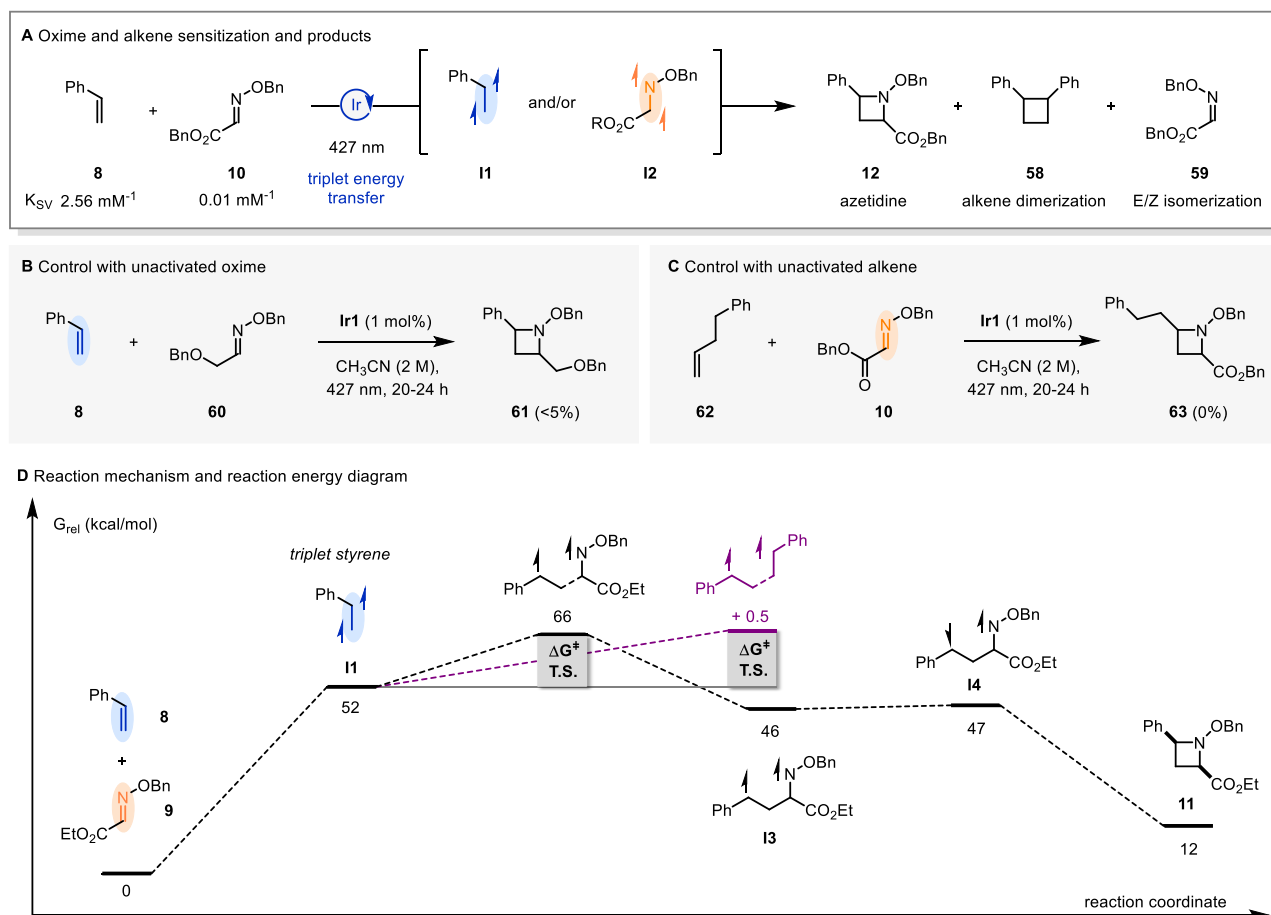 A Oxime and alkene sensitization and products
Ph
+
BnO₂C
N
OBn
Ir
427 nm
triplet energy
transfer
Ph
and/or
N
OBn
RO₂C
Ph
OBn
N
CO₂Bn
+
Ph
Ph
+
BnO
N
BnO₂C
8
10
I1
I2
12
58
59
K_SV 2.56 mM⁻¹
0.01 mM⁻¹
azetidine
alkene dimerization
E/Z isomerization
B Control with unactivated oxime
Ph
+
N
OBn
BnO
Ir1 (1 mol%)
CH₃CN (2 M),
427 nm, 20-24 h
Ph
OBn
N
OBn
8
60
61 (<5%)
C Control with unactivated alkene
Ph
+
OBn
N
BnO
O
Ir1 (1 mol%)
CH₃CN (2 M),
427 nm, 20-24 h
Ph
OBn
N
CO₂Bn
62
10
63 (0%)
D Reaction mechanism and reaction energy diagram
G_rel (kcal/mol)
triplet styrene
Ph
I1
52
N
OBn
Ph
CO₂Et
66
ΔG‡
T.S.
Ph
Ph
+ 0.5
ΔG‡
T.S.
46
N
OBn
Ph
CO₂Et
I3
N
OBn
Ph
CO₂Et
I4
47
Ph
8
+
OBn
N
9
EtO₂C
0
Ph
OBn
N
CO₂Et
11
12
reaction coordinate